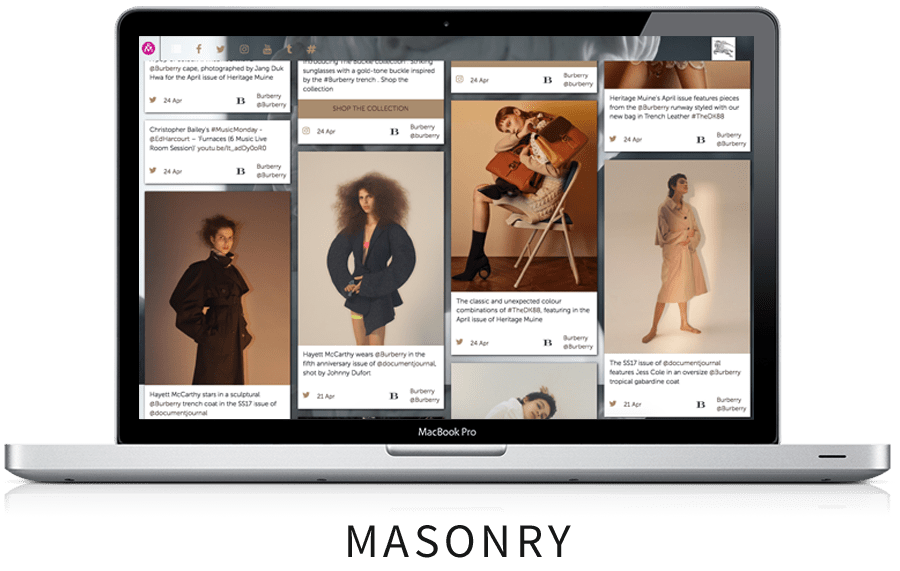 @Burberry cape, photographed by Jang Duk
Hwa for the April issue of Heritage Muine
24 Apr
B
Burberry
@Burberry
Christopher Bailey's #MusicMonday -
@EdHarcourt – 'Furnaces (6 Music Live
24 Apr
B
Burberry
@Burberry
Hayett McCarthy stars in a sculptural
@Burberry trench coat in the SS17 issue of
@documentjournal
Introducing The Buckle Collection
sunglasses with a gold-tone buckle inspired
by the #Burberry trench . Shop the
collection
SHOP THE COLLECTION
24 Apr
B
Burberry
@burberry
Hayett McCarthy wears @Burberry in the
fifth anniversary issue of @documentjournal,
shot by Johnny Dufort
21 Apr
B
Burberry
@Burberry
24 Apr
B
Burberry
@burberry
The classic and unexpected colour
combinations of #TheDK88, featuring in the
April issue of Heritage Muine
24 Apr
B
Burberry
@Burberry
Heritage Muine's April issue features pieces
from the @Burberry runway styled with our
new bag in Trench Leather #TheDK88
24 Apr
B
Burberry
@Burberry
The SS17 issue of @documentjournal
features Jess Cole in an oversize @Burberry
tropical gabardine coat
21 Apr
B
Burberry
@Burberry
MacBook Pro
MASONRY